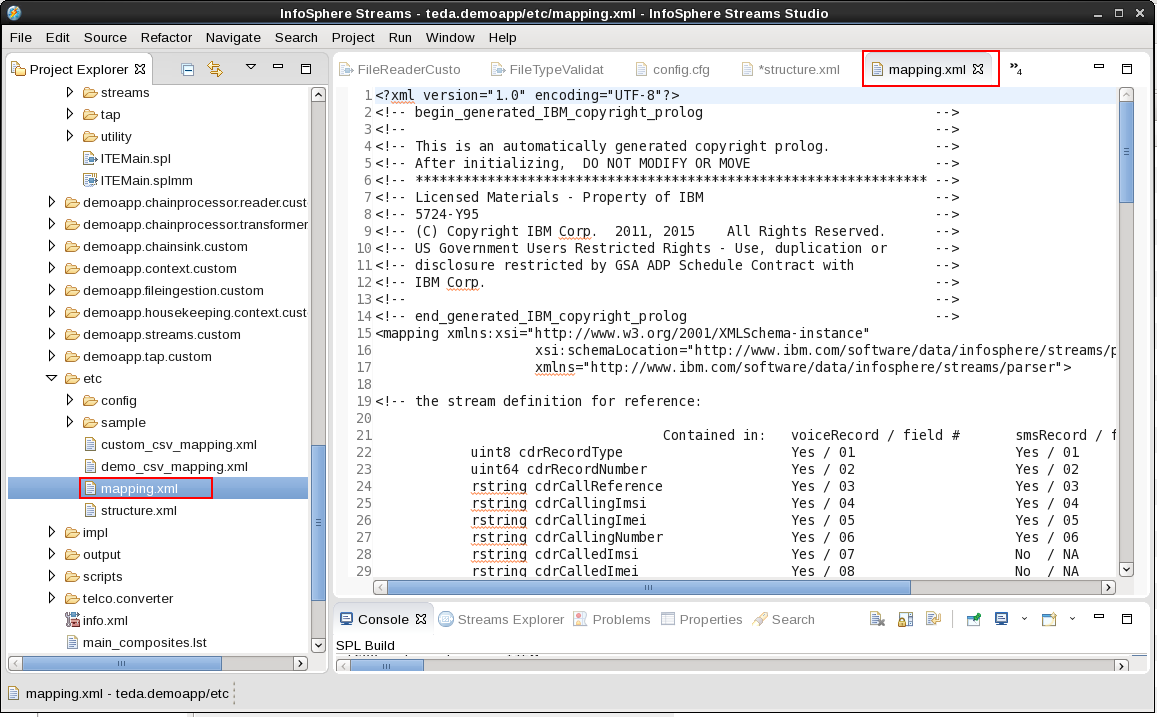 InfoSphere Streams - teda.demoapp/etc/mapping.xml - InfoSphere Streams Studio
File Edit Source Refactor Navigate Search Project Run Window Help
Project Explorer
streams
tap
utility
ITEMain.spl
ITEMain.splmm
demoapp.chainprocessor.reader.cust
demoapp.chainprocessor.transformer
demoapp.chainsink.custom
demoapp.context.custom
demoapp.fileingestion.custom
demoapp.housekeeping.context.cust
demoapp.streams.custom
demoapp.tap.custom
etc
config
sample
custom_csv_mapping.xml
demo_csv_mapping.xml
mapping.xml
structure.xml
impl
output
scripts
telco.converter
info.xml
main_composites.lst
FileReaderCusto FileTypeValidat config.cfg *structure.xml mapping.xml »4
1 <?xml version="1.0" encoding="UTF-8"?>
2 <!-- begin_generated_IBM_copyright_prolog -->
3 <!-- -->
4 <!-- This is an automatically generated copyright prolog. -->
5 <!-- After initializing, DO NOT MODIFY OR MOVE -->
6 <!-- **************************************************************** -->
7 <!-- Licensed Materials - Property of IBM -->
8 <!-- 5724-Y95 -->
9 <!-- (C) Copyright IBM Corp. 2011, 2015 All Rights Reserved. -->
10 <!-- US Government Users Restricted Rights - Use, duplication or -->
11 <!-- disclosure restricted by GSA ADP Schedule Contract with -->
12 <!-- IBM Corp. -->
13 <!-- -->
14 <!-- end_generated_IBM_copyright_prolog -->
15 <mapping xmlns:xsi="http://www.w3.org/2001/XMLSchema-instance"
16 xsi:schemaLocation="http://www.ibm.com/software/data/infosphere/streams/p
17 xmlns="http://www.ibm.com/software/data/infosphere/streams/parser">
18
19 <!-- the stream definition for reference:
20
21 Contained in: voiceRecord / field # smsRecord / f
22 uint8 cdrRecordType Yes / 01 Yes / 01
23 uint64 cdrRecordNumber Yes / 02 Yes / 02
24 rstring cdrCallReference Yes / 03 Yes / 03
25 rstring cdrCallingImsi Yes / 04 Yes / 04
26 rstring cdrCallingImei Yes / 05 Yes / 05
27 rstring cdrCallingNumber Yes / 06 Yes / 06
28 rstring cdrCalledImsi Yes / 07 No / NA
29 rstring cdrCalledImei Yes / 08 No / NA
Console Streams Explorer Problems Properties Search
SPL Build
mapping.xml - teda.demoapp/etc